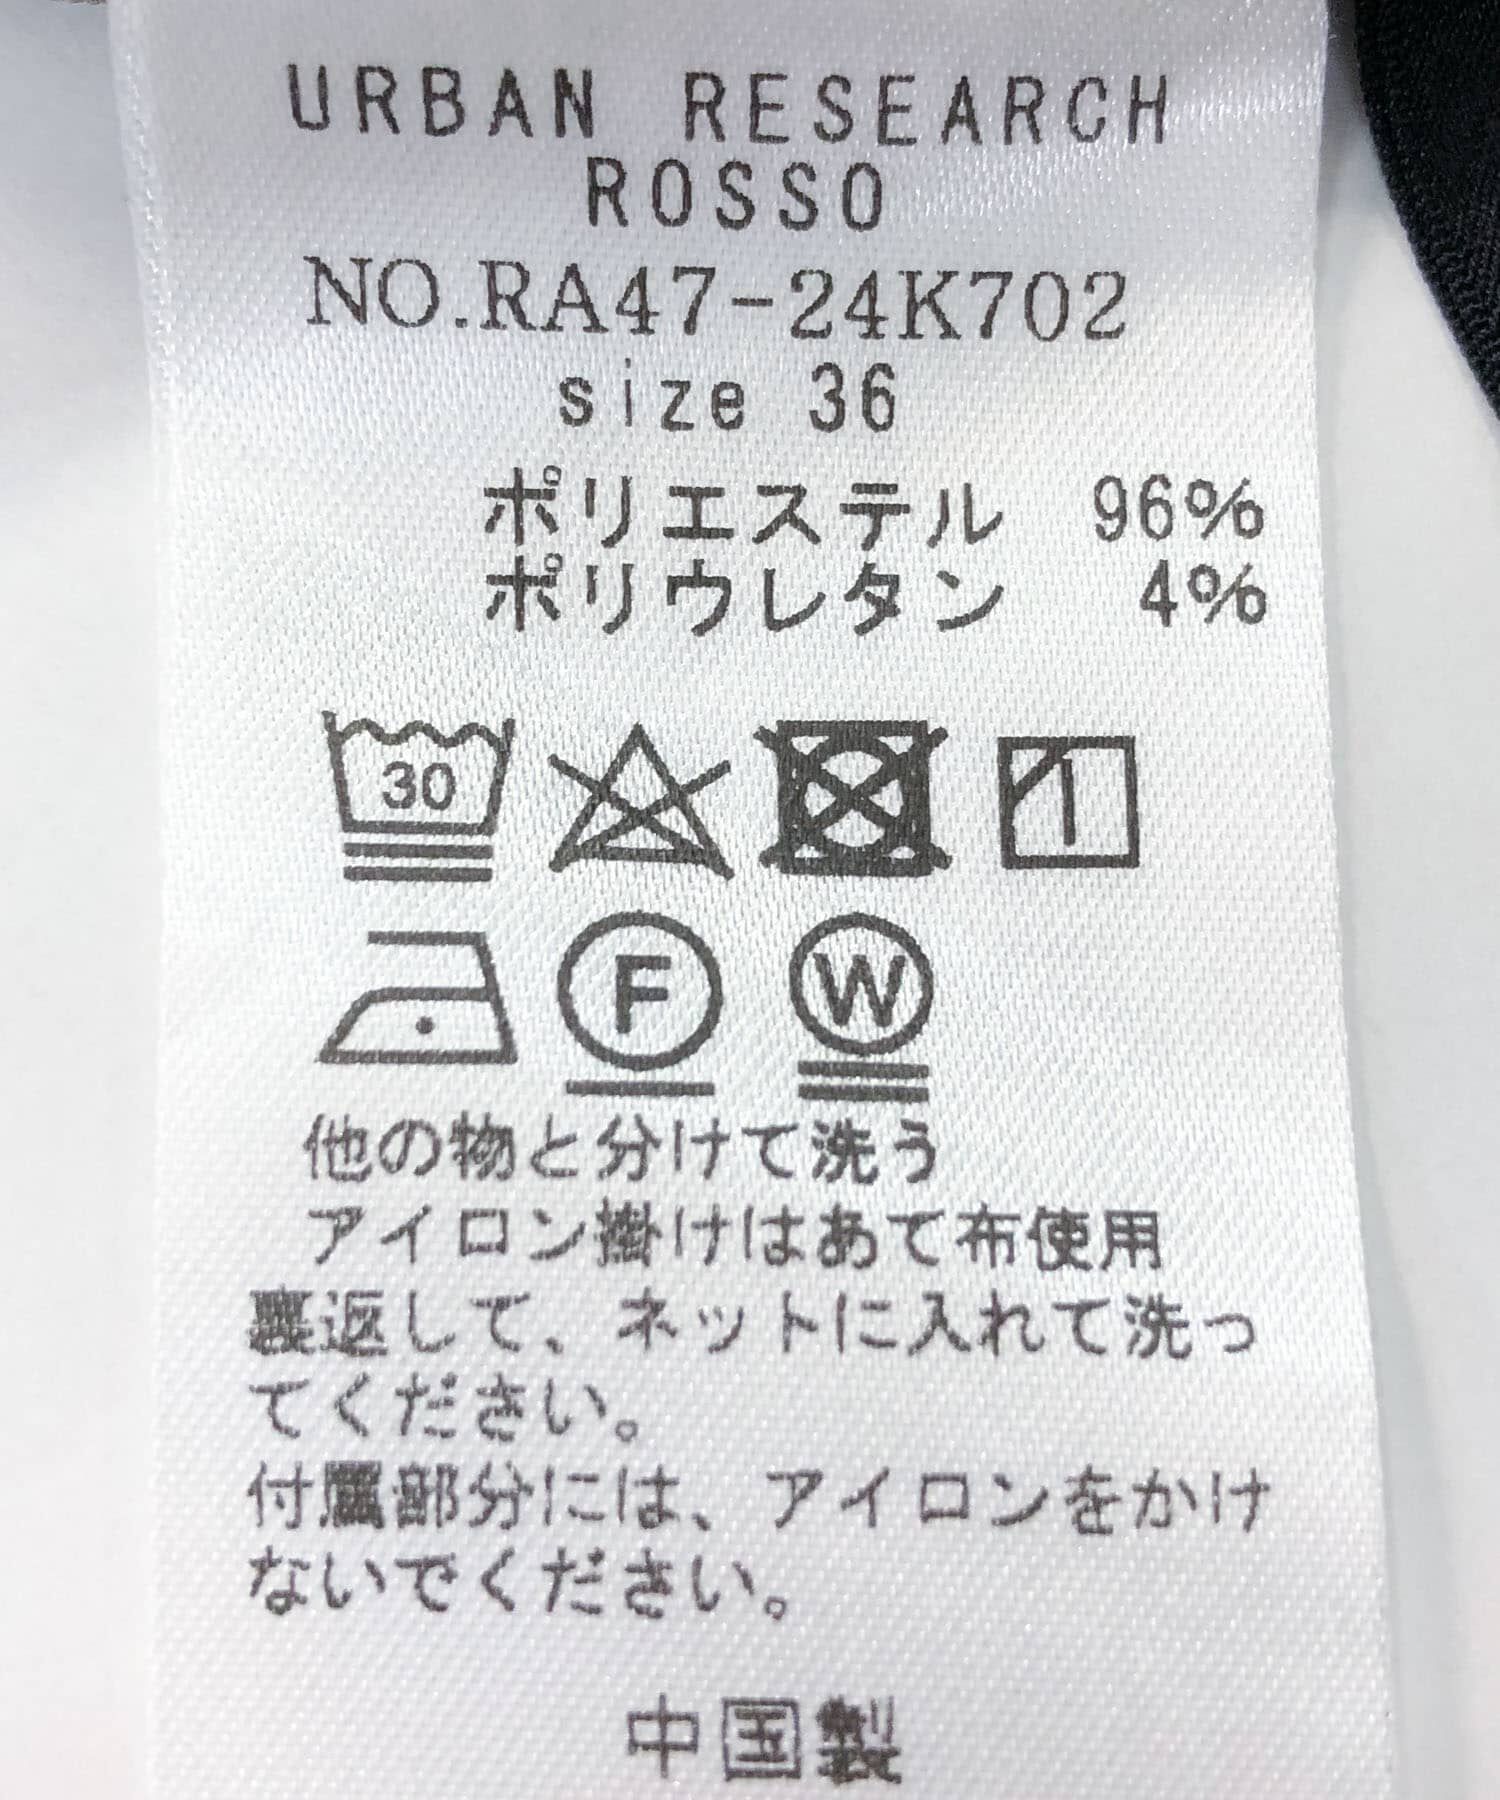 URBAN RESEARCH
ROSSO
NO.RA47-24K702
size 36
ポリエステル 96%
ポリウレタン 4%
30
F W
他の物と分けて洗う
アイロン掛けはあて布使用
裏返して、ネットに入れて洗っ
てください。
付属部分には、アイロンをかけ
ないでください。
中国製